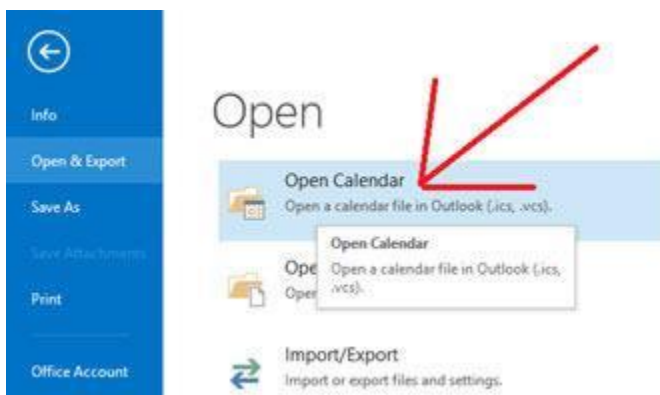 Info
Open & Export
Save As
Save Attachments
Print
Office Account
Open
Open Calendar
Open a calendar file in Outlook (.ics, .vcs).
Open Calendar
Open a calendar file in Outlook (.ics,
.vcs).
Ope
Oper
Import/Export
Import or export files and settings.